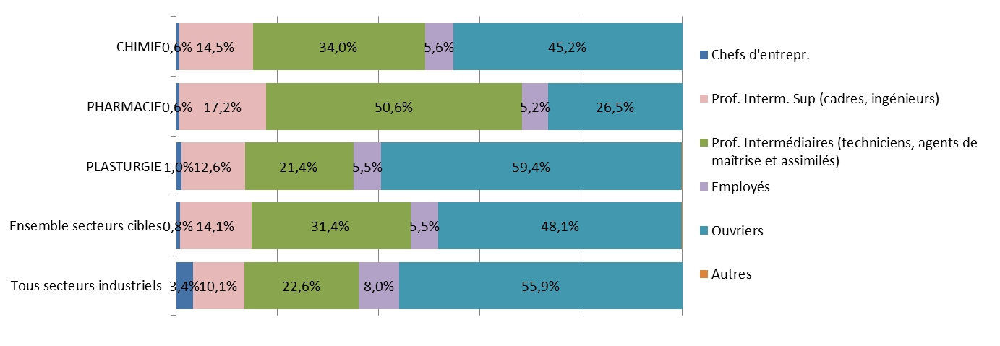 CHIMIE 0,6% 14,5% 34,0% 5,6% 45,2%
PHARMACIE 0,6% 17,2% 50,6% 5,2% 26,5%
PLASTURGIE 1,0% 12,6% 21,4% 5,5% 59,4%
Ensemble secteurs cibles 0,8% 14,1% 31,4% 5,5% 48,1%
Tous secteurs industriels 3,4% 10,1% 22,6% 8,0% 55,9%
Chefs d'entrepr.
Prof. Interm. Sup (cadres, ingénieurs)
Prof. Intermédiaires (techniciens, agents de
maîtrise et assimilés)
Employés
Ouvriers
Autres